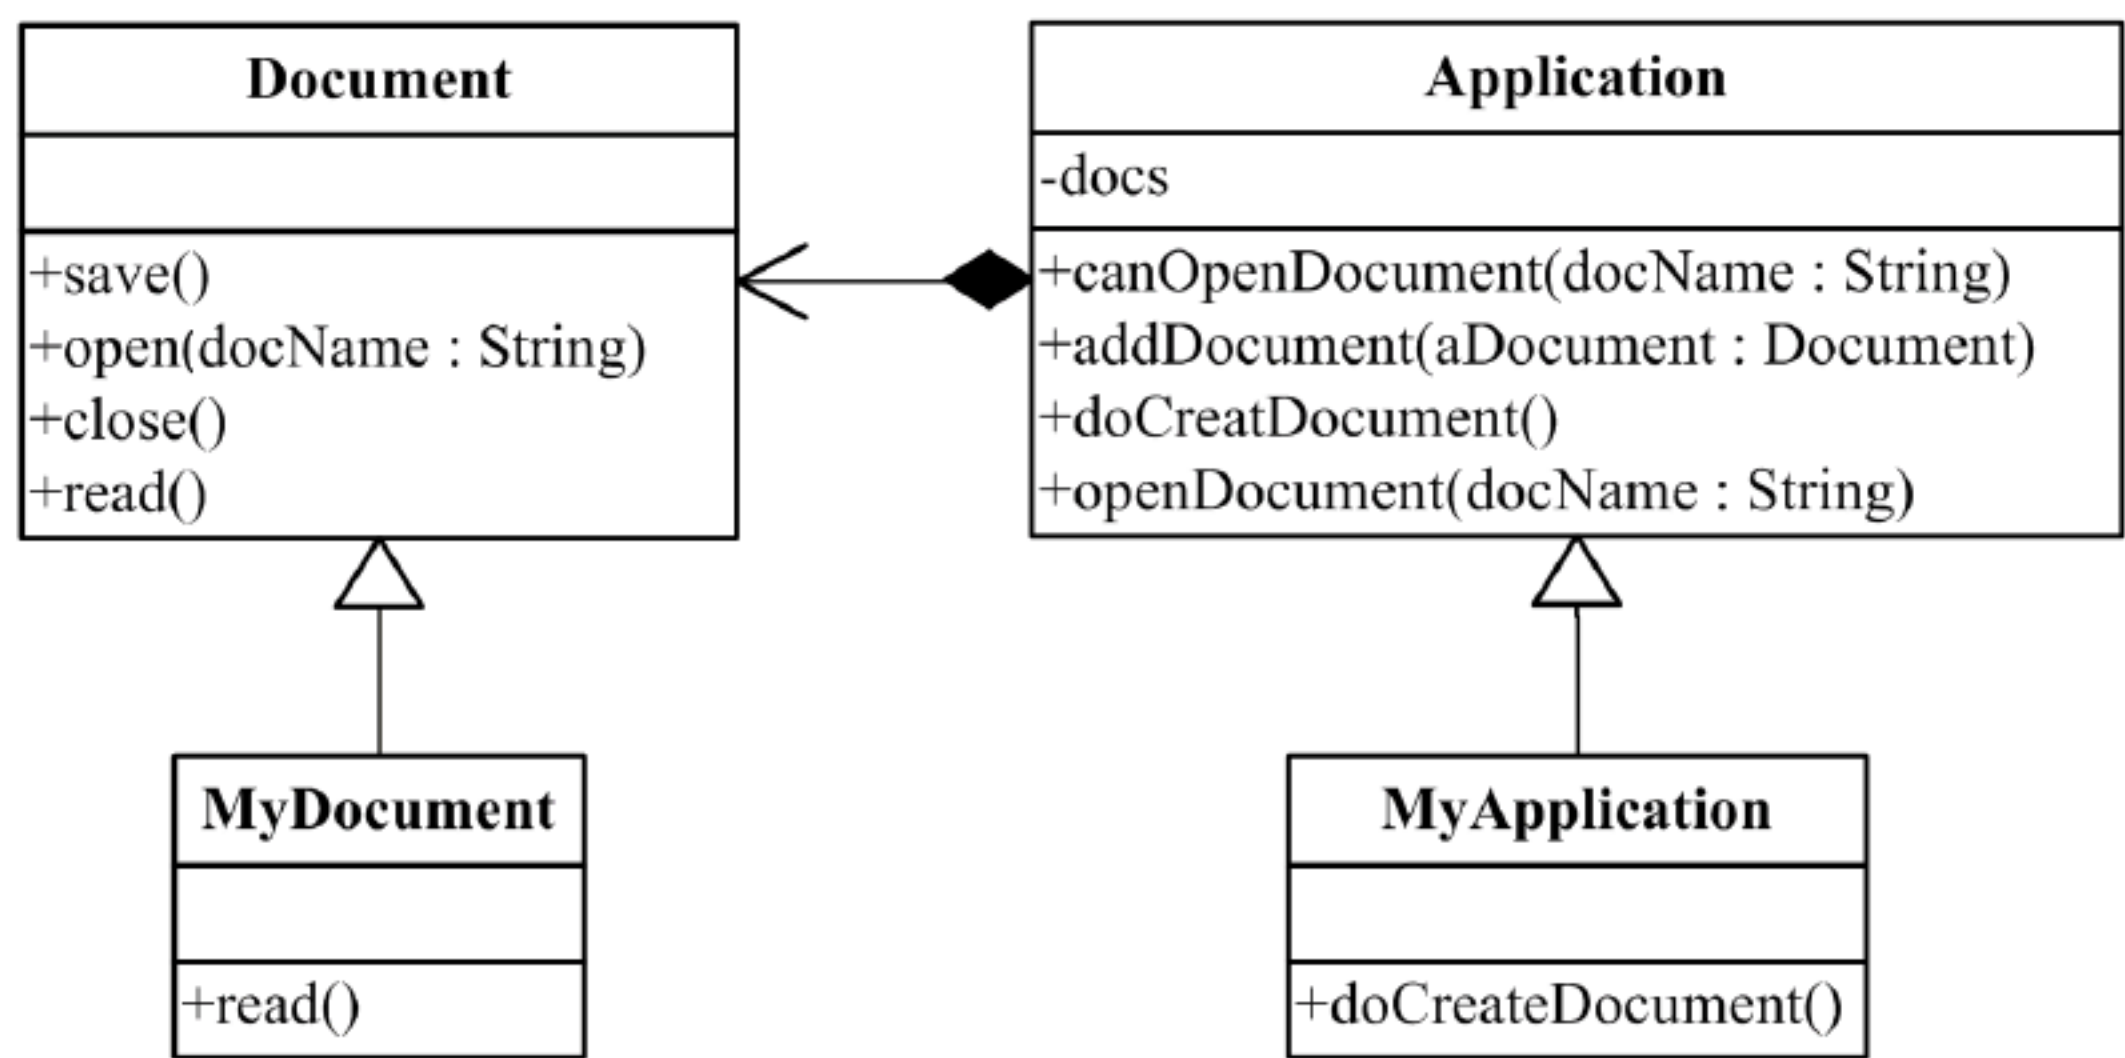 Document
+save()
+open(docName : String)
+close()
+read()
Application
-docs
+canOpenDocument(docName : String)
+addDocument(aDocument : Document)
+doCreatDocument()
+openDocument(docName : String)
MyDocument
+read()
MyApplication
+doCreateDocument()